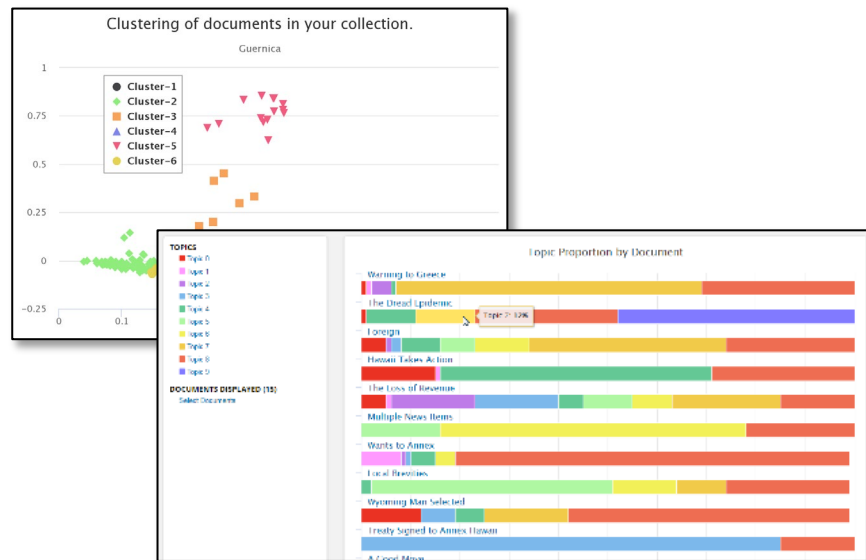 Clustering of documents in your collection.
Guernica
1
Cluster-1
Cluster-2
0.75
Cluster-3
Cluster-4
Cluster-5
0.5
Cluster-6
0.25
0
-0.25
0
0.1
TOPICS
Topic 0
Topic 1
Topic 2
Topic 3
Topic 4
Topic 5
Topic 6
Topic 7
Topic 8
Topic 9
DOCUMENTS DISPLAYED (15)
Select Documents
Topic Proportion by Document
Warning to Greece
The Dread Epidemic
Topic 7: 12%
Foreign
Hawaii Takes Action
The Loss of Revenue
Multiple News Items
Wants to Annex
Local Brevities
Wyoming Man Selected
Treaty Signed to Annex Hawaii
A Good Move